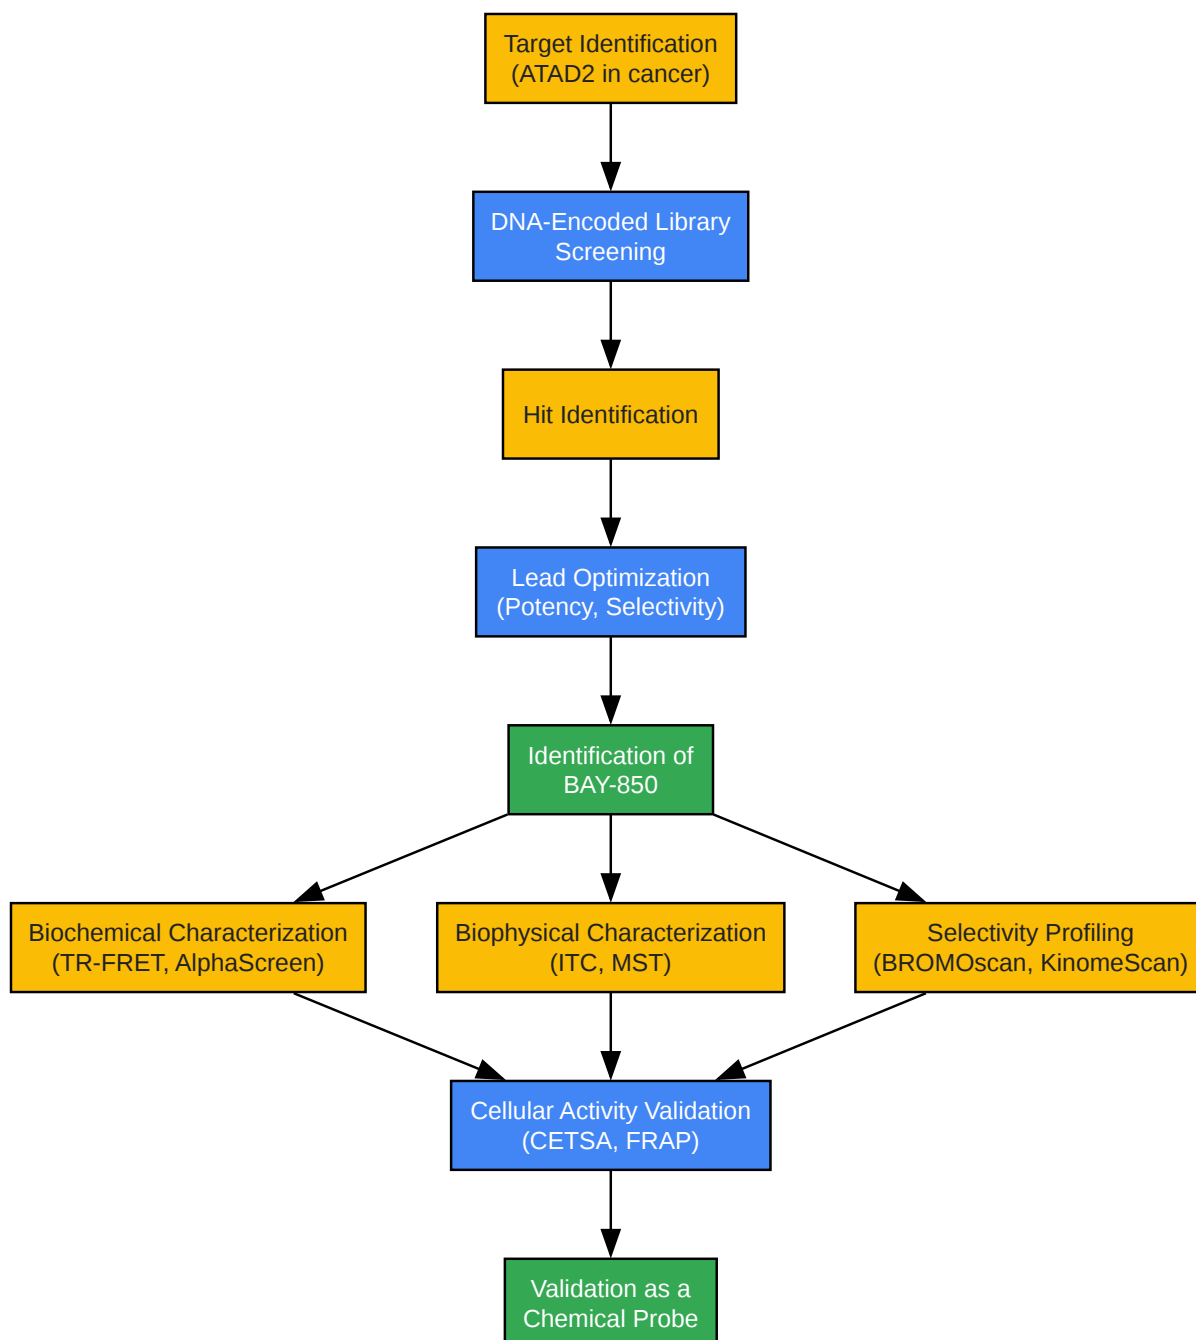 Target Identification
(ATAD2 in cancer)
DNA-Encoded Library
Screening
Hit Identification
Lead Optimization
(Potency, Selectivity)
Identification of
BAY-850
Biochemical Characterization
(TR-FRET, AlphaScreen)
Biophysical Characterization
(ITC, MST)
Selectivity Profiling
(BROMOscan, KinomeScan)
Cellular Activity Validation
(CETSA, FRAP)
Validation as a
Chemical Probe